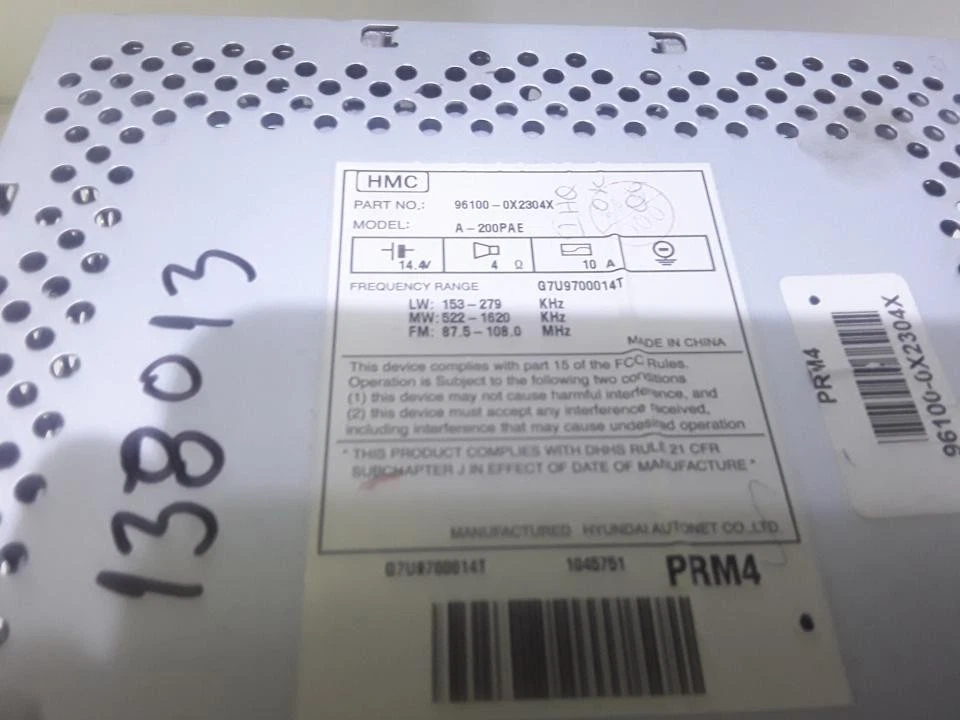 HMC
PART NO.: 96100-0X2304X
MODEL: A-200PAE
14.4V 4 Ω 10 A
FREQUENCY RANGE G7U9700014T
LW: 153-279 KHz
MW: 522-1620 KHz
FM: 87.5-108.0 MHz
MADE IN CHINA
This device complies with part 15 of the FCC Rules.
Operation is Subject to the following two conditions
(1) this device may not cause harmful interference, and
(2) this device must accept any interference received,
including interference that may cause undesired operation
* THIS PRODUCT COMPLIES WITH DHHS RULE 21 CFR
SUBCHAPTER J IN EFFECT OF DATE OF MANUFACTURE *
MANUFACTURED HYUNDAI AUTONET CO.,LTD.
G7U9700014T 1045751 PRM4
138013
PRM4
96100-0X2304X